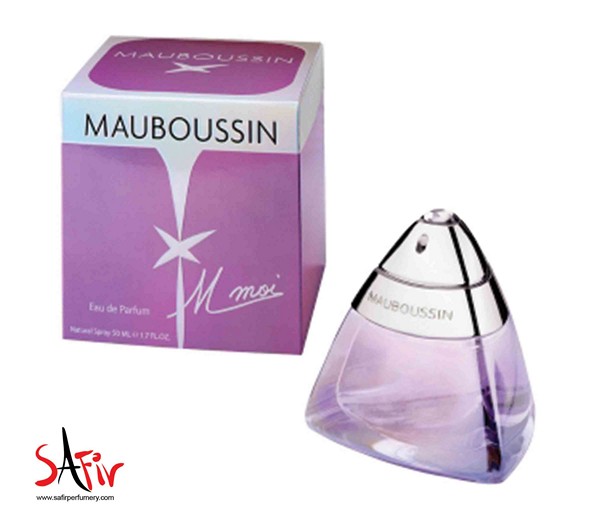 MAUBOUSSIN
MAUBOUSSIN
M moi
Eau de Parfum
Natural Spray 50 ML e 1.7 FL.OZ.
MAUBOUSSIN
SAFir
www.safirperfumery.com